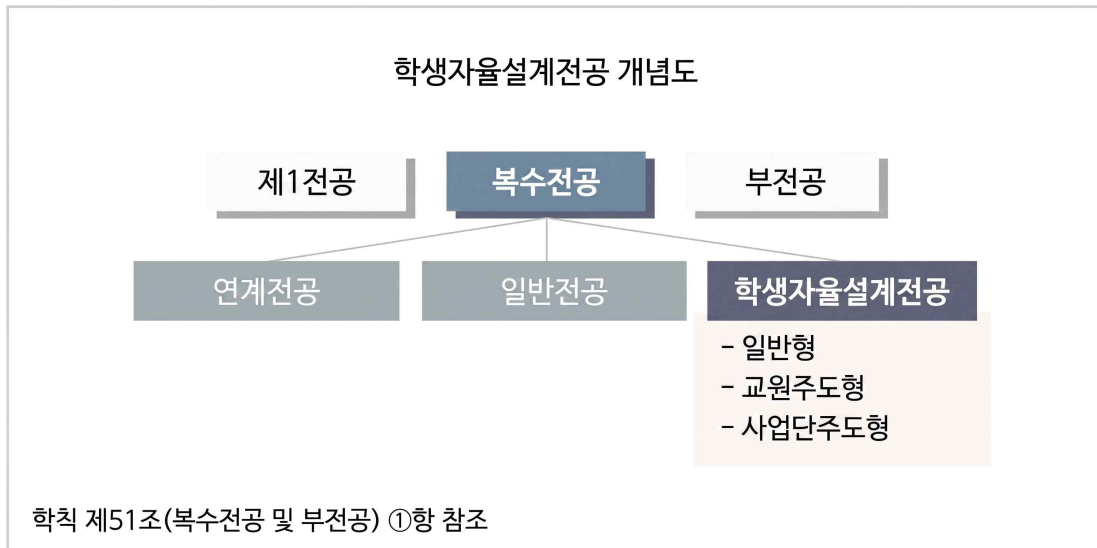 학생자율설계전공 개념도
제1전공 복수전공 부전공
연계전공 일반전공 학생자율설계전공
- 일반형
- 교원주도형
- 사업단주도형
학칙 제51조(복수전공 및 부전공) ①항 참조